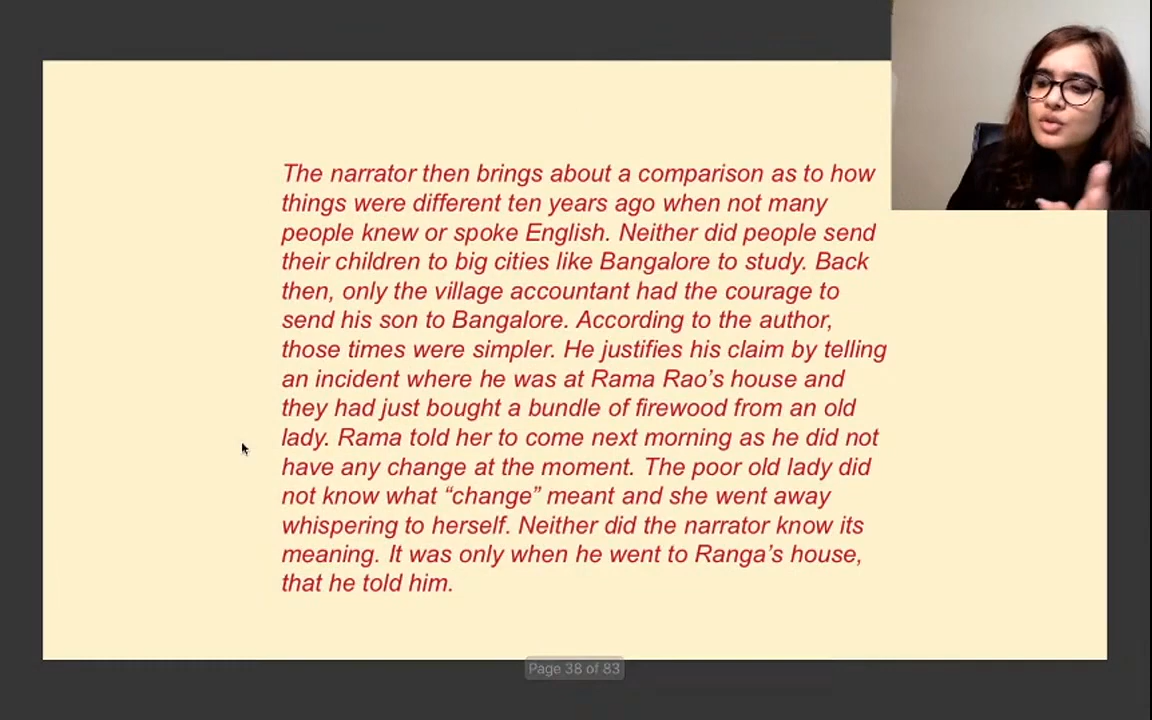 The narrator then brings about a comparison as to how
things were different ten years ago when not many
people knew or spoke English. Neither did people send
their children to big cities like Bangalore to study. Back
then, only the village accountant had the courage to
send his son to Bangalore. According to the author,
those times were simpler. He justifies his claim by telling
an incident where he was at Rama Rao's house and
they had just bought a bundle of firewood from an old
lady. Rama told her to come next morning as he did not
have any change at the moment. The poor old lady did
not know what “change” meant and she went away
whispering to herself. Neither did the narrator know its
meaning. It was only when he went to Ranga's house,
that he told him.
Page 38 of 83